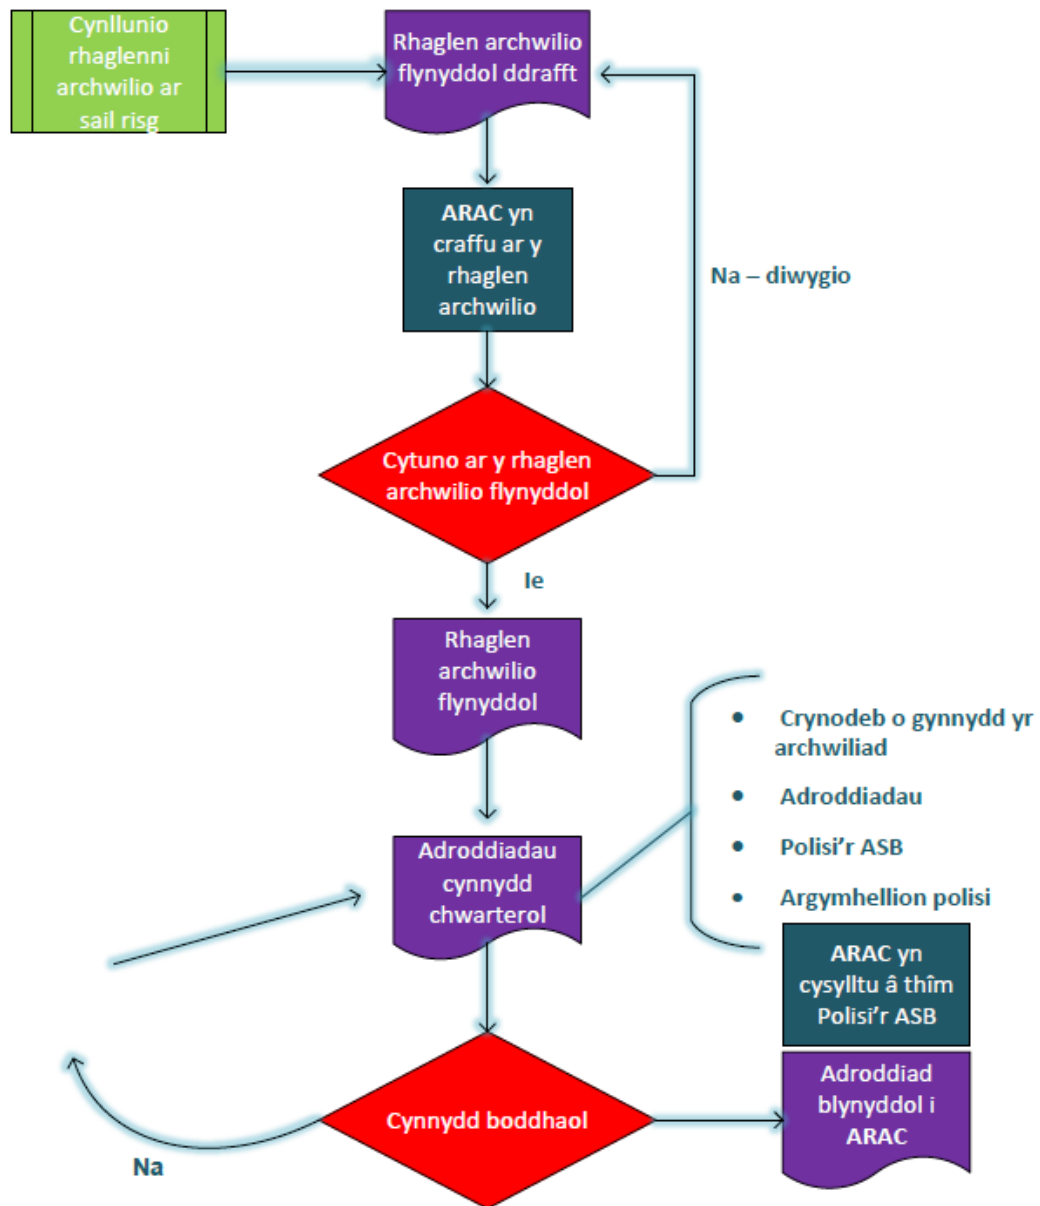 Cynllunio
rhaglenni
archwilio ar
sail risg
Rhaglen archwilio
flynyddol ddrafft
ARAC yn
craffu ar y
rhaglen
archwilio
Na – diwygio
Cytuno ar y rhaglen
archwilio flynyddol
Ie
Rhaglen
archwilio
flynyddol
• Crynodeb o gynnydd yr
archwiliad
• Adroddiadau
• Polisi’r ASB
• Argymhellion polisi
Adroddiadau
cynnydd
chwarterol
ARAC yn
cysylltu â thîm
Polisi’r ASB
Cynnydd boddhaol
Adroddiad
blynyddol i
ARAC
Na